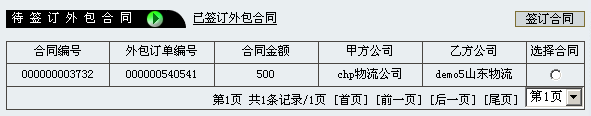 待签订外包合同 已签订外包合同 签订合同
合同编号 外包订单编号 合同金额 甲方公司 乙方公司 选择合同
000000003732 000000540541 500 chp物流公司 demo5山东物流
第1页 共1条记录/1页 [首页] [前一页] [后一页] [尾页] 第1页